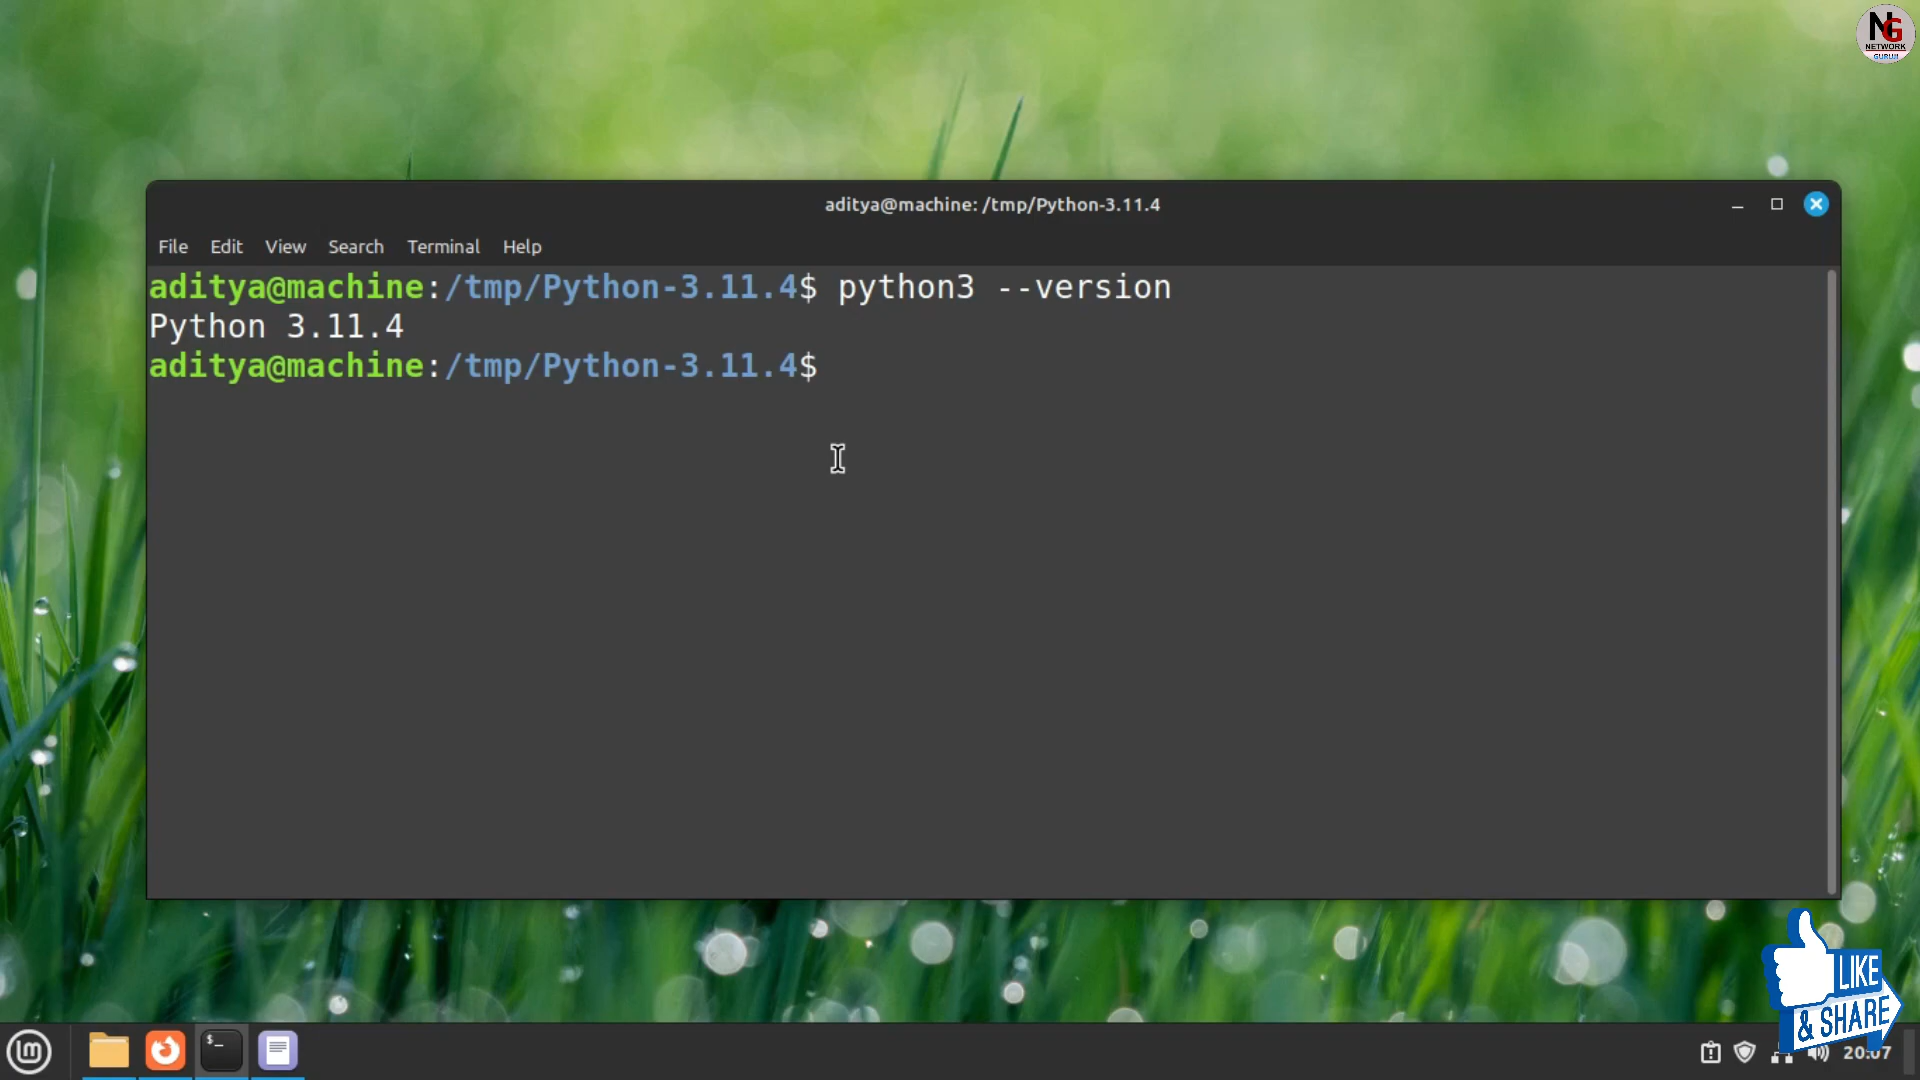 NG
NETWORK
GURUJI
aditya@machine: /tmp/Python-3.11.4
File Edit View Search Terminal Help
aditya@machine:/tmp/Python-3.11.4$ python3 --version
Python 3.11.4
aditya@machine:/tmp/Python-3.11.4$
LIKE
& SHARE
$_
20:07